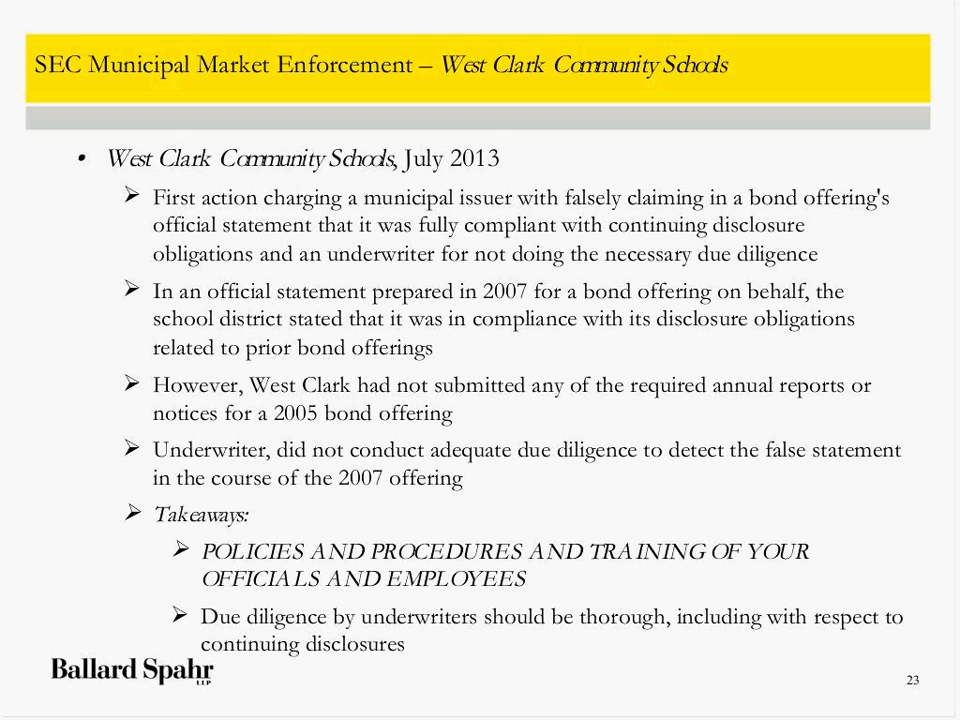 SEC Municipal Market Enforcement – West Clark Community Schools
• West Clark Community Schools, July 2013
➢ First action charging a municipal issuer with falsely claiming in a bond offering's
official statement that it was fully compliant with continuing disclosure
obligations and an underwriter for not doing the necessary due diligence
➢ In an official statement prepared in 2007 for a bond offering on behalf, the
school district stated that it was in compliance with its disclosure obligations
related to prior bond offerings
➢ However, West Clark had not submitted any of the required annual reports or
notices for a 2005 bond offering
➢ Underwriter, did not conduct adequate due diligence to detect the false statement
in the course of the 2007 offering
➢ Takeaways:
➢ POLICIES AND PROCEDURES AND TRAINING OF YOUR
OFFICIALS AND EMPLOYEES
➢ Due diligence by underwriters should be thorough, including with respect to
continuing disclosures
Ballard Spahr
LLP
23